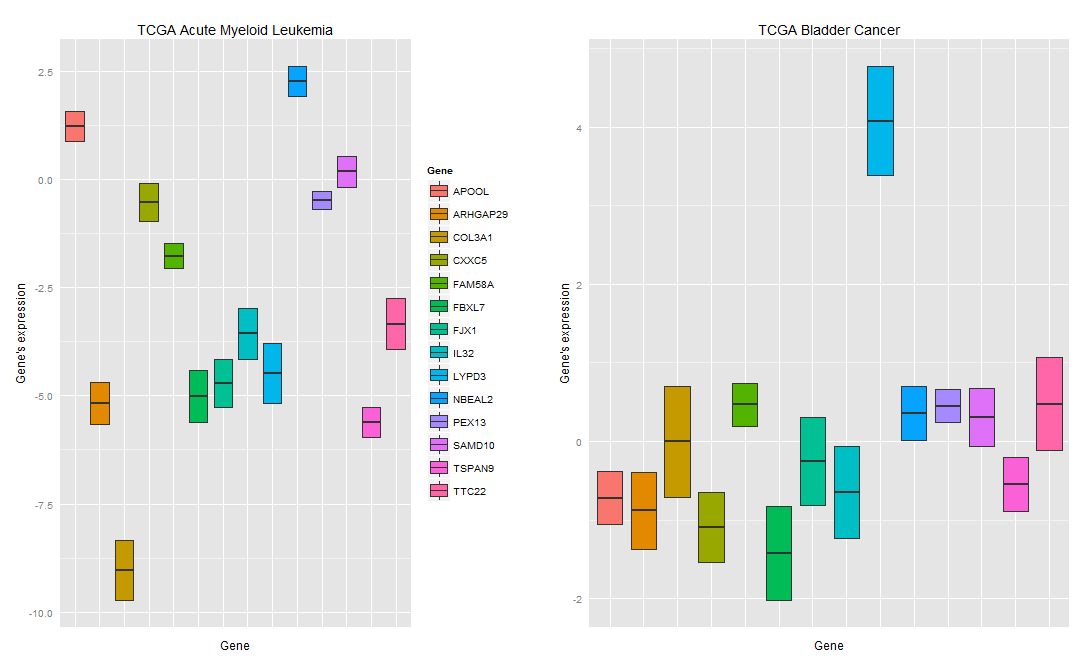 TCGA Acute Myeloid Leukemia
2.5
0.0
-2.5
-5.0
-7.5
-10.0
Gene's expression
Gene
Gene
APOOL
ARHGAP29
COL3A1
CXXC5
FAM58A
FBXL7
FJX1
IL32
LYPD3
NBEAL2
PEX13
SAMD10
TSPAN9
TTC22
TCGA Bladder Cancer
4
2
0
-2
Gene's expression
Gene